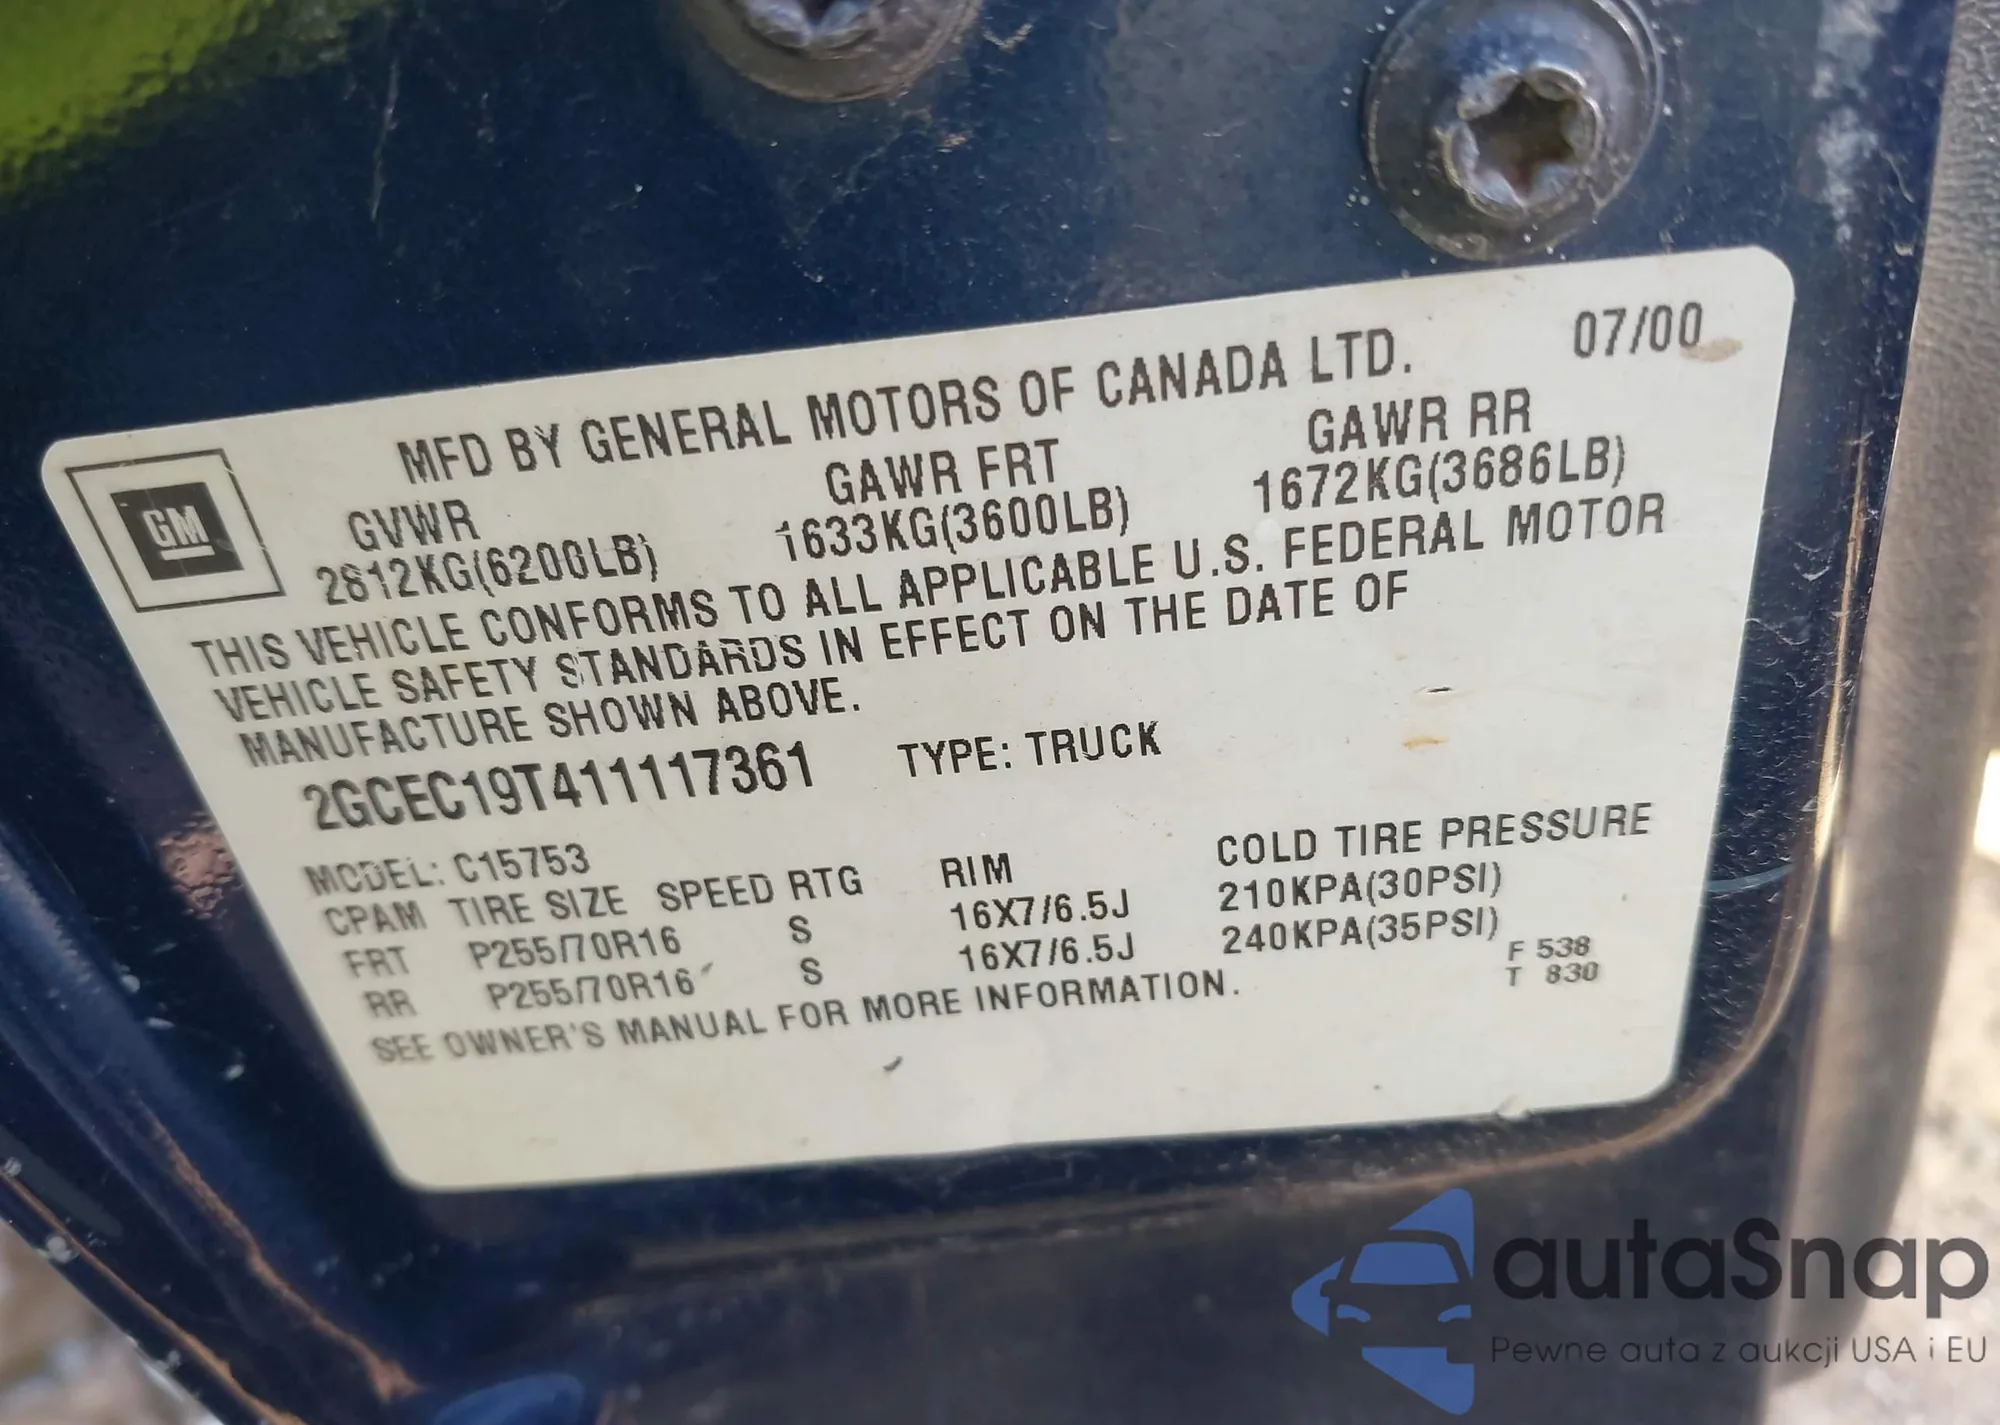 MFD BY GENERAL MOTORS OF CANADA LTD. 07/00
GM
GVWR GAWR FRT GAWR RR
2812KG(6200LB) 1633KG(3600LB) 1672KG(3686LB)
THIS VEHICLE CONFORMS TO ALL APPLICABLE U.S. FEDERAL MOTOR
VEHICLE SAFETY STANDARDS IN EFFECT ON THE DATE OF
MANUFACTURE SHOWN ABOVE.
2GCEC19T411117361 TYPE: TRUCK
MODEL: C15753
CPAM TIRE SIZE SPEED RTG RIM COLD TIRE PRESSURE
FRT P255/70R16 S 16X7/6.5J 210KPA(30PSI)
RR P255/70R16 S 16X7/6.5J 240KPA(35PSI)
SEE OWNER'S MANUAL FOR MORE INFORMATION.
F 538
T 830
autaSnap
Pewne auta z aukcji USA i EU